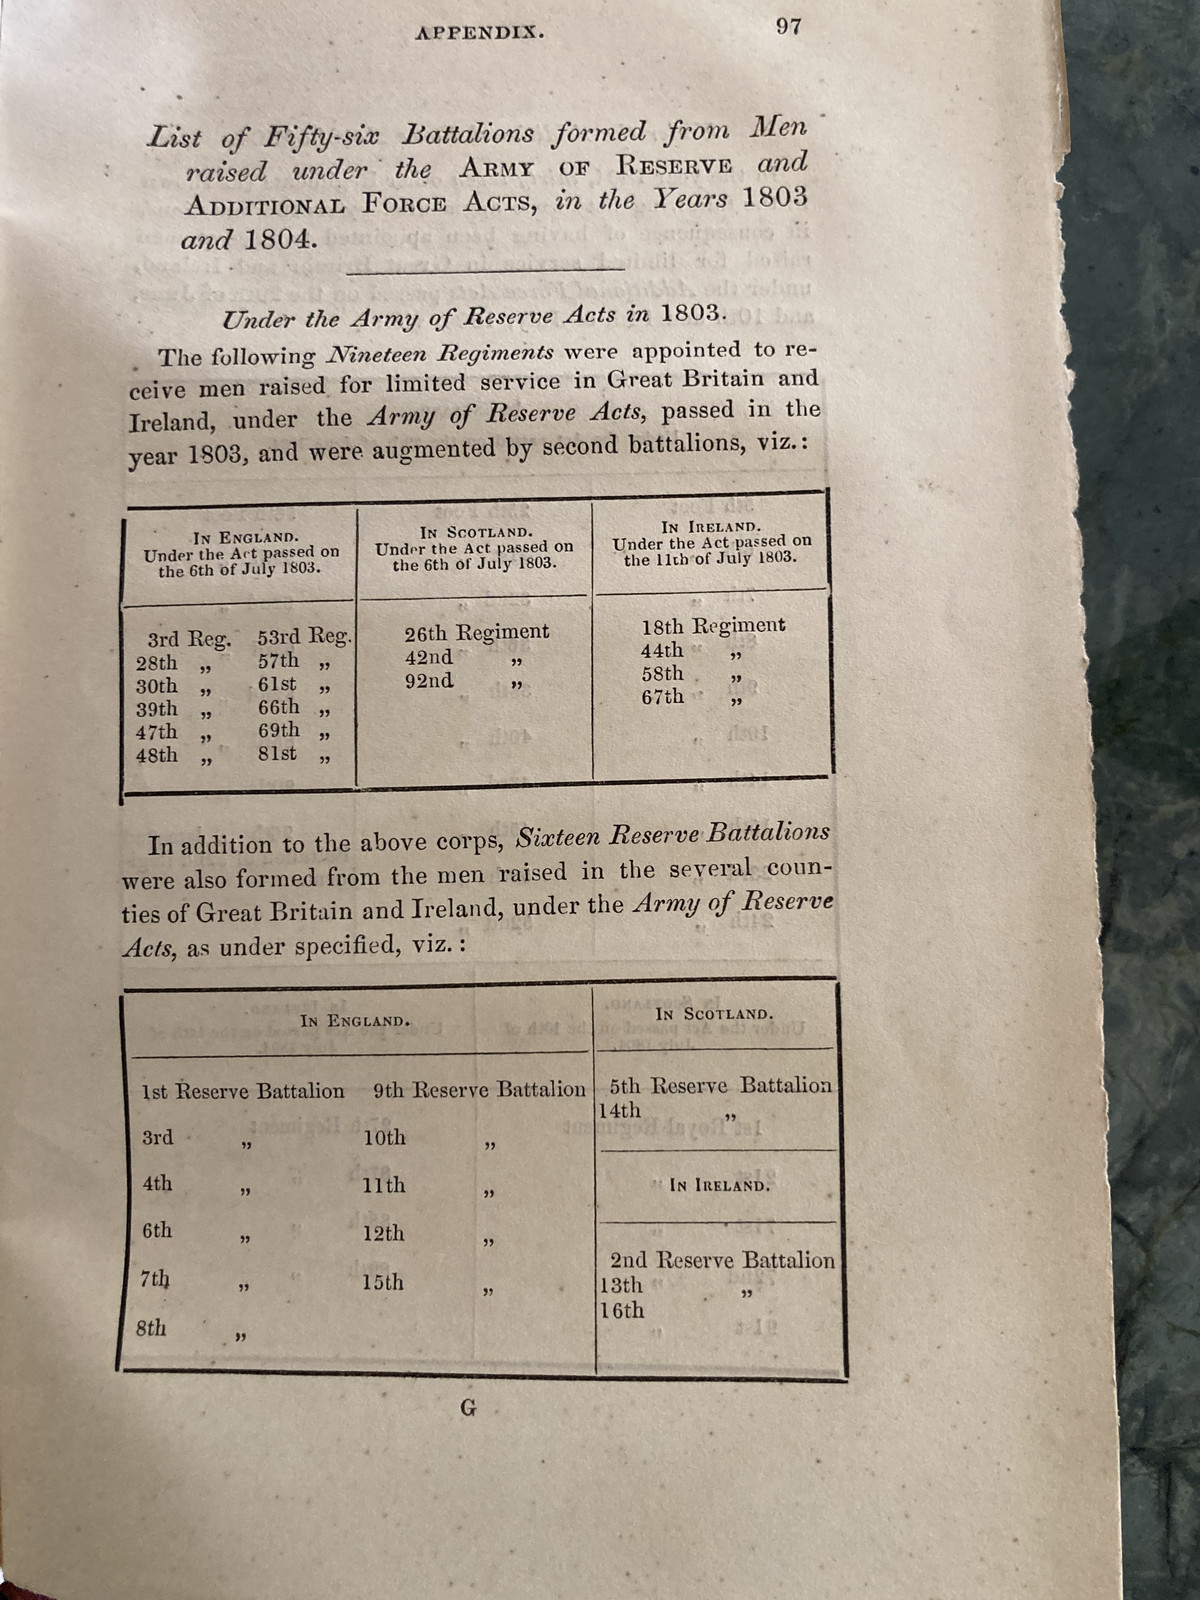 APPENDIX. 97
List of Fifty-six Battalions formed from Men
raised under the ARMY OF RESERVE and
ADDITIONAL FORCE ACTS, in the Years 1803
and 1804.
Under the Army of Reserve Acts in 1803.
The following Nineteen Regiments were appointed to re-
ceive men raised for limited service in Great Britain and
Ireland, under the Army of Reserve Acts, passed in the
year 1803, and were augmented by second battalions, viz.:
IN ENGLAND.
Under the Act passed on
the 6th of July 1803.
IN SCOTLAND.
Under the Act passed on
the 6th of July 1803.
IN IRELAND.
Under the Act passed on
the 11th of July 1803.
3rd Reg. 53rd Reg.
28th „ 57th „
30th „ 61st „
39th „ 66th „
47th „ 69th „
48th „ 81st „
26th Regiment
42nd „
92nd „
18th Regiment
44th „
58th „
67th „
In addition to the above corps, Sixteen Reserve Battalions
were also formed from the men raised in the several coun-
ties of Great Britain and Ireland, under the Army of Reserve
Acts, as under specified, viz. :
IN ENGLAND.
1st Reserve Battalion 9th Reserve Battalion
3rd „ 10th „
4th „ 11th „
6th „ 12th „
7th „ 15th „
8th „
IN SCOTLAND.
5th Reserve Battalion
14th „
IN IRELAND.
2nd Reserve Battalion
13th „
16th
G